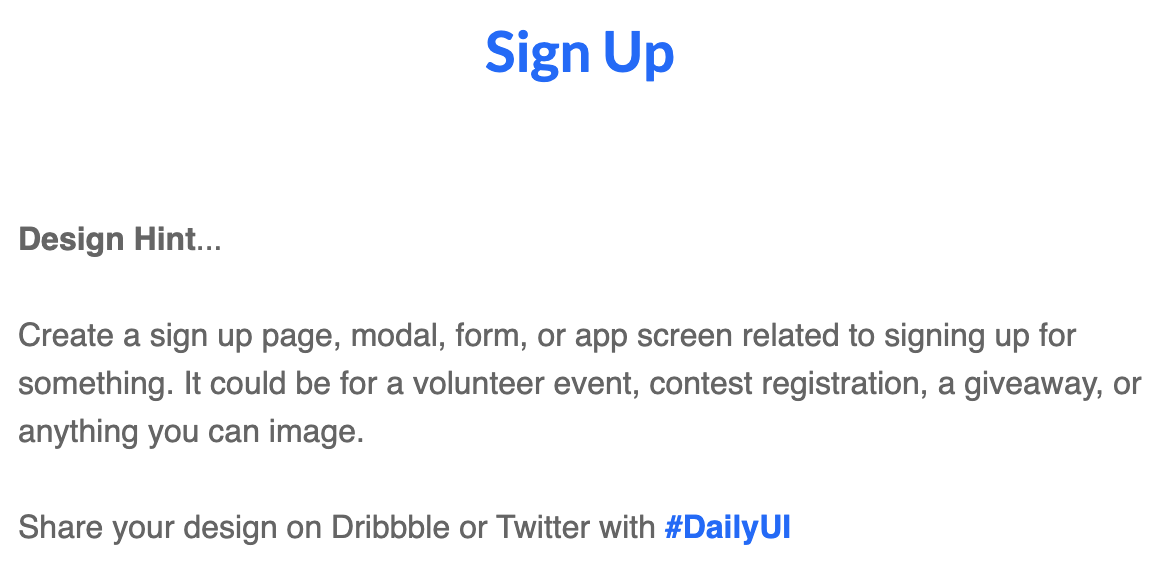 Sign Up
Design Hint...
Create a sign up page, modal, form, or app screen related to signing up for
something. It could be for a volunteer event, contest registration, a giveaway, or
anything you can image.
Share your design on Dribbble or Twitter with #DailyUI